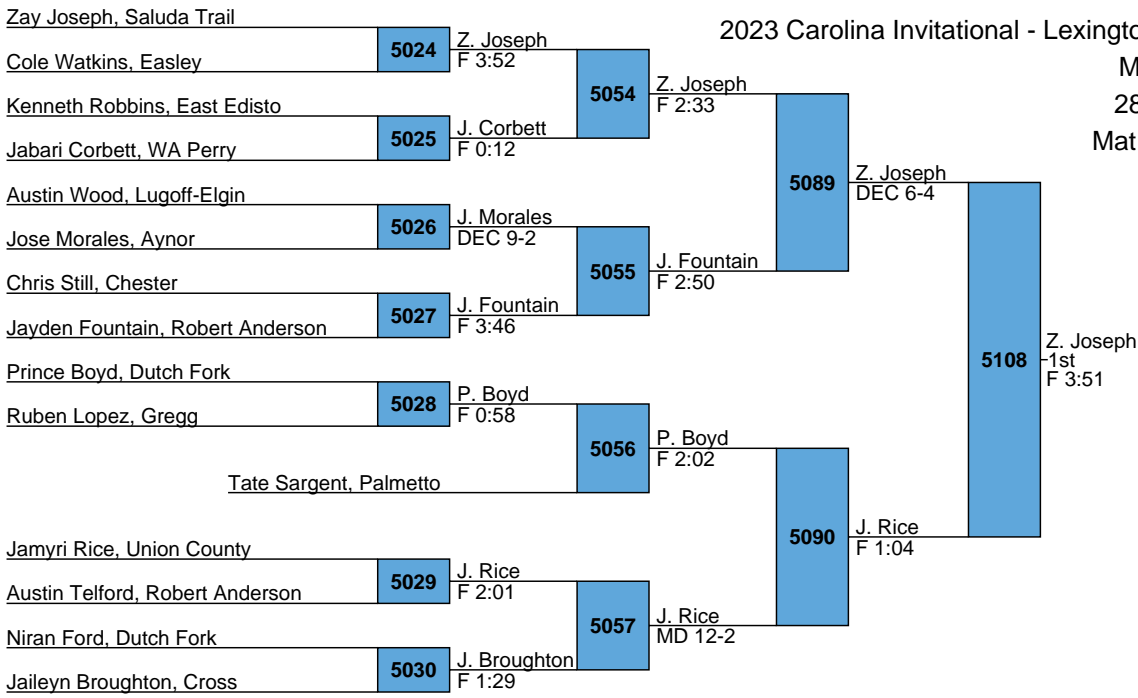 Zay Joseph, Saluda Trail
2023 Carolina Invitational - Lexingto
M
28
Mat
5024
Z. Joseph
F 3:52
Cole Watkins, Easley
5054
Z. Joseph
F 2:33
Kenneth Robbins, East Edisto
5025
J. Corbett
F 0:12
Jabari Corbett, WA Perry
5089
Z. Joseph
DEC 6-4
Austin Wood, Lugoff-Elgin
5026
J. Morales
DEC 9-2
Jose Morales, Aynor
5055
J. Fountain
F 2:50
Chris Still, Chester
5027
J. Fountain
F 3:46
Jayden Fountain, Robert Anderson
5108
Z. Joseph
1st
F 3:51
Prince Boyd, Dutch Fork
5028
P. Boyd
F 0:58
Ruben Lopez, Gregg
5056
P. Boyd
F 2:02
Tate Sargent, Palmetto
5090
J. Rice
F 1:04
Jamyri Rice, Union County
5029
J. Rice
F 2:01
Austin Telford, Robert Anderson
5057
J. Rice
MD 12-2
Niran Ford, Dutch Fork
5030
J. Broughton
F 1:29
Jaileyn Broughton, Cross